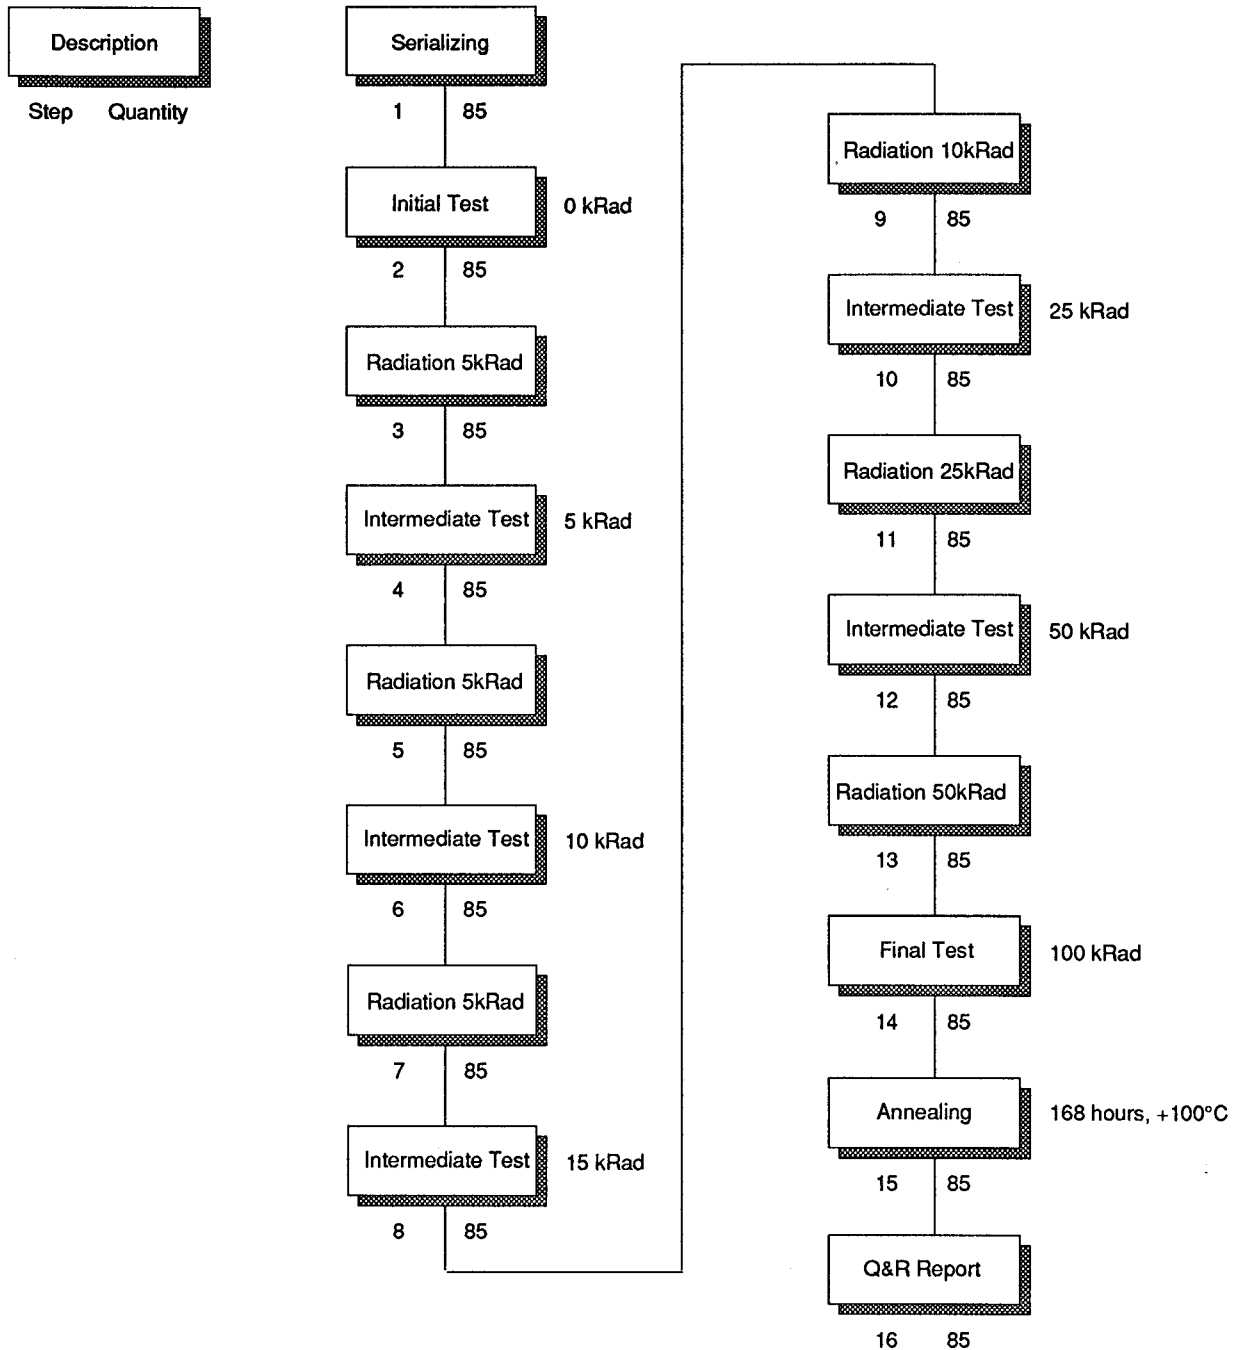 Description
Step Quantity
Serializing
1 85
Initial Test 0 kRad
2 85
Radiation 5kRad
3 85
Intermediate Test 5 kRad
4 85
Radiation 5kRad
5 85
Intermediate Test 10 kRad
6 85
Radiation 5kRad
7 85
Intermediate Test 15 kRad
8 85
Radiation 10kRad
9 85
Intermediate Test 25 kRad
10 85
Radiation 25kRad
11 85
Intermediate Test 50 kRad
12 85
Radiation 50kRad
13 85
Final Test 100 kRad
14 85
Annealing 168 hours, +100°C
15 85
Q&R Report
16 85